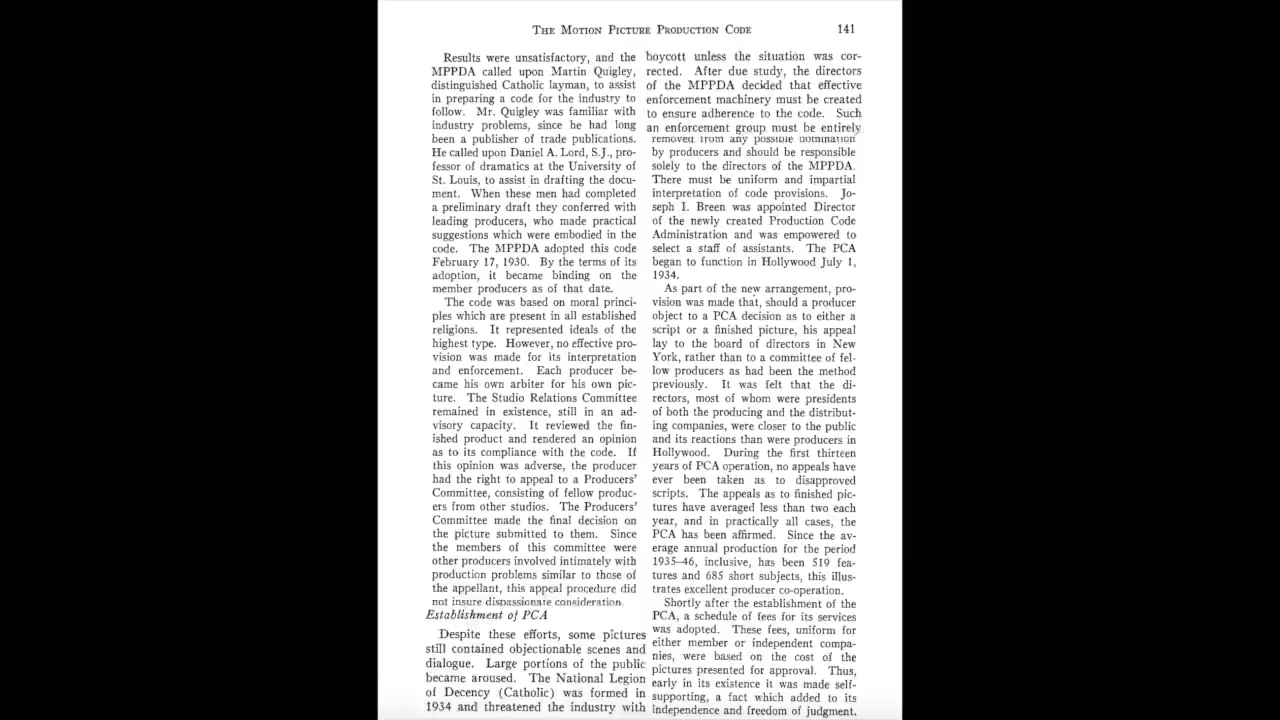 THE MOTION PICTURE PRODUCTION CODE 141
Results were unsatisfactory, and the
MPPDA called upon Martin Quigley,
distinguished Catholic layman, to assist
in preparing a code for the industry to
follow. Mr. Quigley was familiar with
industry problems, since he had long
been a publisher of trade publications.
He called upon Daniel A. Lord, S.J., pro-
fessor of dramatics at the University of
St. Louis, to assist in drafting the docu-
ment. When these men had completed
a preliminary draft they conferred with
leading producers, who made practical
suggestions which were embodied in the
code. The MPPDA adopted this code
February 17, 1930. By the terms of its
adoption, it became binding on the
member producers as of that date.
The code was based on moral princi-
ples which are present in all established
religions. It represented ideals of the
highest type. However, no effective pro-
vision was made for its interpretation
and enforcement. Each producer be-
came his own arbiter for his own pic-
ture. The Studio Relations Committee
remained in existence, still in an ad-
visory capacity. It reviewed the fin-
ished product and rendered an opinion
as to its compliance with the code. If
this opinion was adverse, the producer
had the right to appeal to a Producers'
Committee, consisting of fellow produc-
ers from other studios. The Producers'
Committee made the final decision on
the picture submitted to them. Since
the members of this committee were
other producers involved intimately with
production problems similar to those of
the appellant, this appeal procedure did
not insure dispassionate consideration.
Establishment of PCA
Despite these efforts, some pictures
still contained objectionable scenes and
dialogue. Large portions of the public
became aroused. The National Legion
of Decency (Catholic) was formed in
1934 and threatened the industry with
boycott unless the situation was cor-
rected. After due study, the directors
of the MPPDA decided that effective
enforcement machinery must be created
to ensure adherence to the code. Such
an enforcement group must be entirely
removed from any possible domination
by producers and should be responsible
solely to the directors of the MPPDA.
There must be uniform and impartial
interpretation of code provisions. Jo-
seph I. Breen was appointed Director
of the newly created Production Code
Administration and was empowered to
select a staff of assistants. The PCA
began to function in Hollywood July 1,
1934.
As part of the new arrangement, pro-
vision was made that, should a producer
object to a PCA decision as to either a
script or a finished picture, his appeal
lay to the board of directors in New
York, rather than to a committee of fel-
low producers as had been the method
previously. It was felt that the di-
rectors, most of whom were presidents
of both the producing and the distribut-
ing companies, were closer to the public
and its reactions than were producers in
Hollywood. During the first thirteen
years of PCA operation, no appeals have
ever been taken as to disapproved
scripts. The appeals as to finished pic-
tures have averaged less than two each
year, and in practically all cases, the
PCA has been affirmed. Since the av-
erage annual production for the period
1935–46, inclusive, has been 519 fea-
tures and 685 short subjects, this illus-
trates excellent producer co-operation.
Shortly after the establishment of the
PCA, a schedule of fees for its services
was adopted. These fees, uniform for
either member or independent compa-
nies, were based on the cost of the
pictures presented for approval. Thus,
early in its existence it was made self-
supporting, a fact which added to its
independence and freedom of judgment.